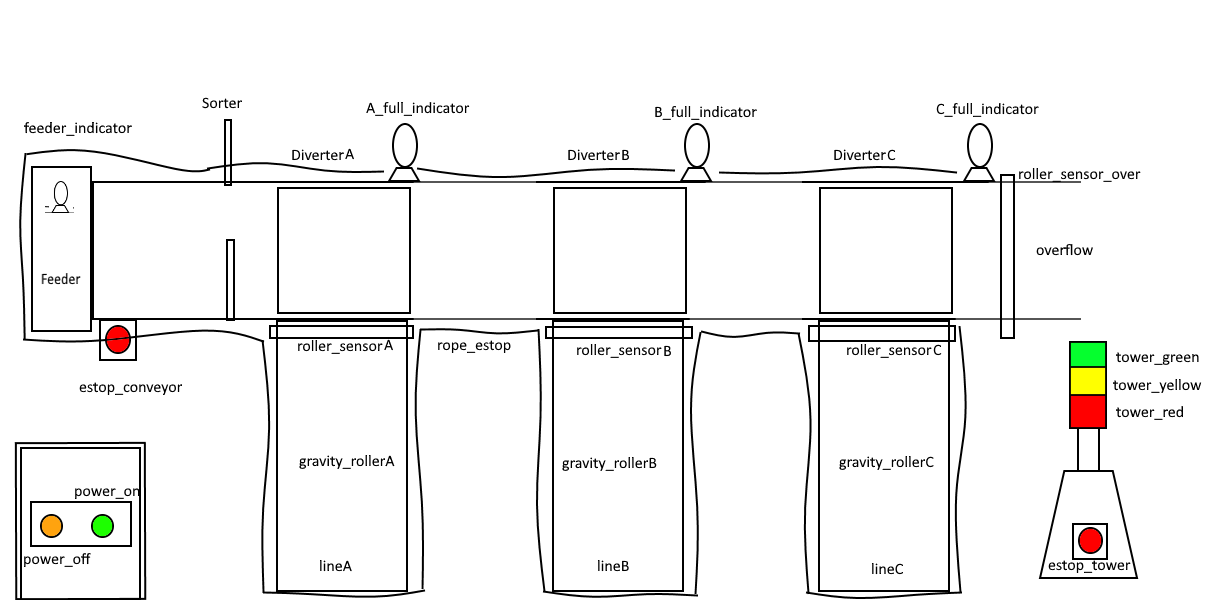 Sorter
A_full_indicator
B_full_indicator
C_full_indicator
feeder_indicator
DiverterA
DiverterB
DiverterC
roller_sensor_over
overflow
Feeder
roller_sensorA
rope_estop
roller_sensorB
roller_sensorC
estop_conveyor
tower_green
tower_yellow
tower_red
gravity_rollerA
gravity_rollerB
gravity_rollerC
power_on
power_off
lineA
lineB
lineC
estop_tower